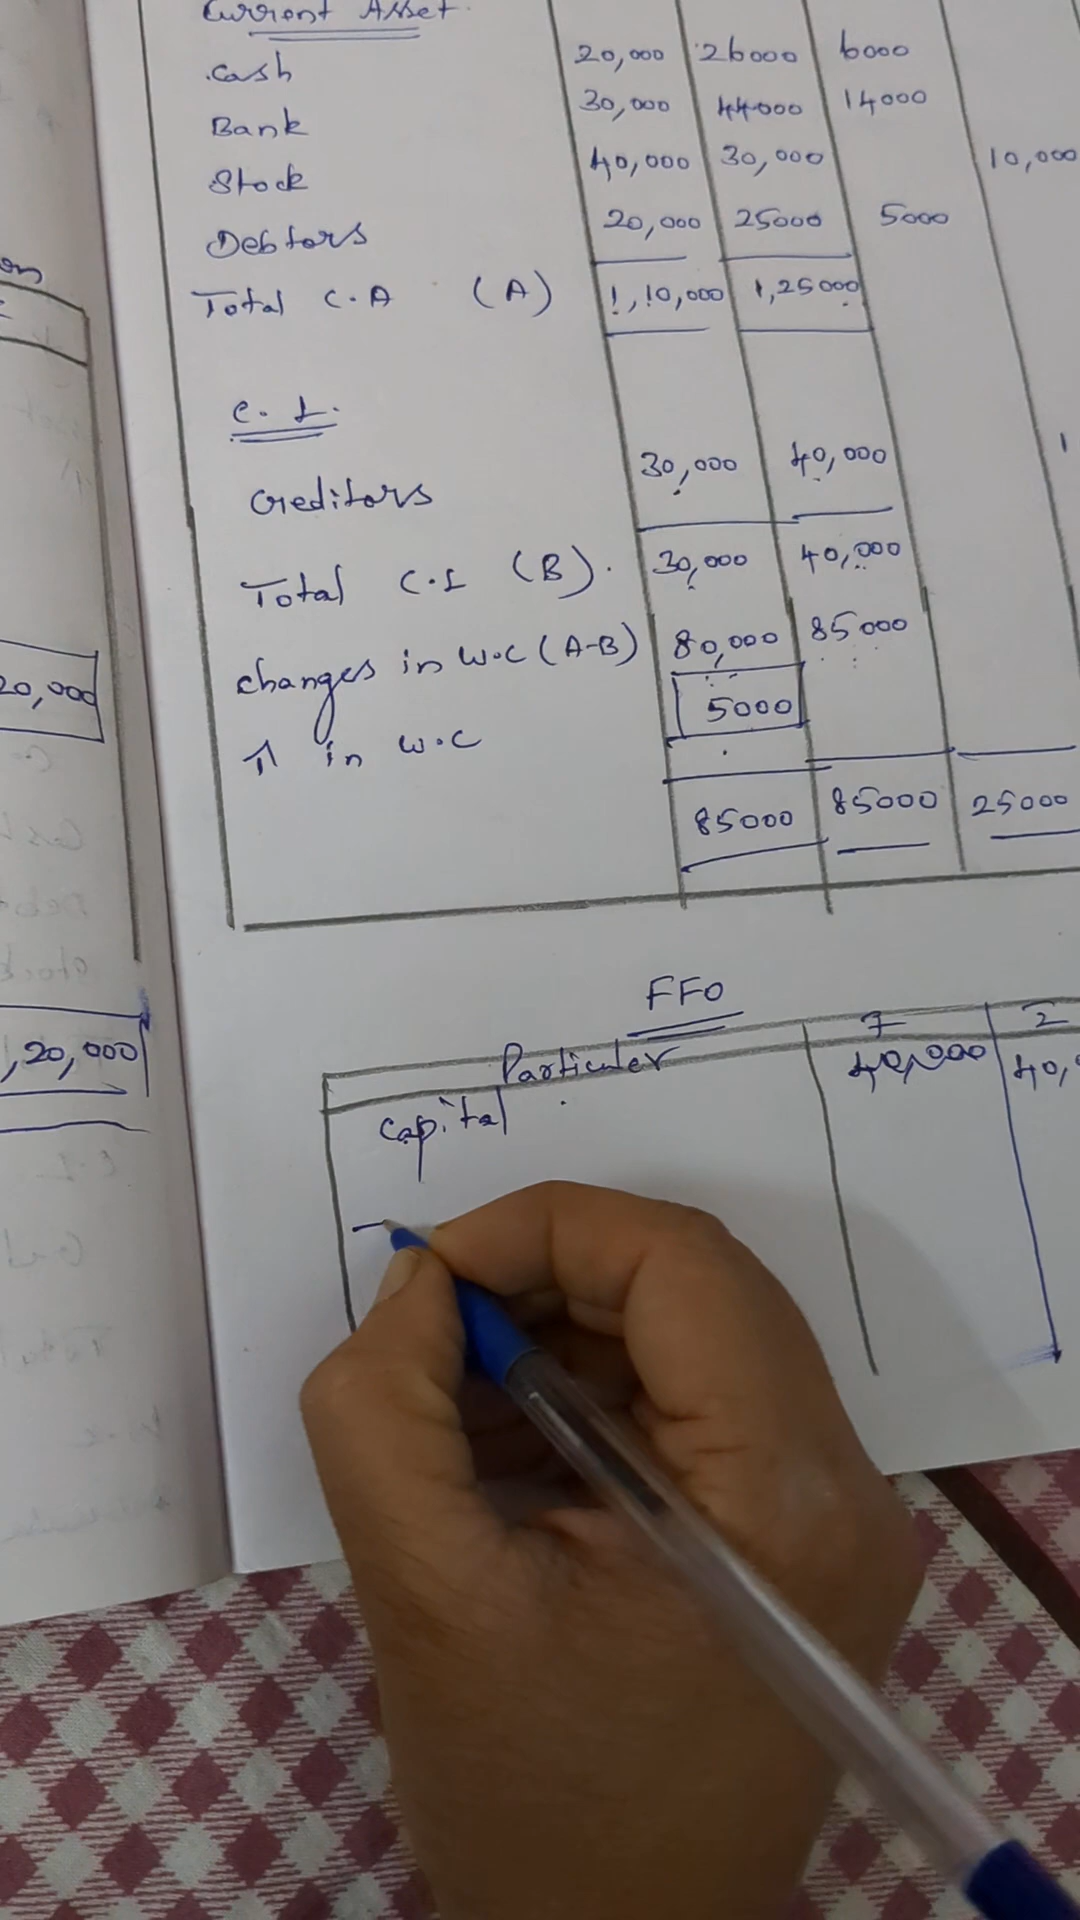 Current Asset.
Cash 20,000 26000 6000
Bank 30,000 44000 14000
Stock 40,000 30,000 10,000
Debtors 20,000 25000 5000
Total C.A (A) 1,10,000 1,25000
C.L.
Creditors 30,000 40,000
Total C.L (B). 30,000 40,000
changes in W.C (A-B) 80,000 85000
↑ in W.C 5000
85000 85000 25000
20,000
,20,000
FFO
Particuler
Capital 40,000 40,